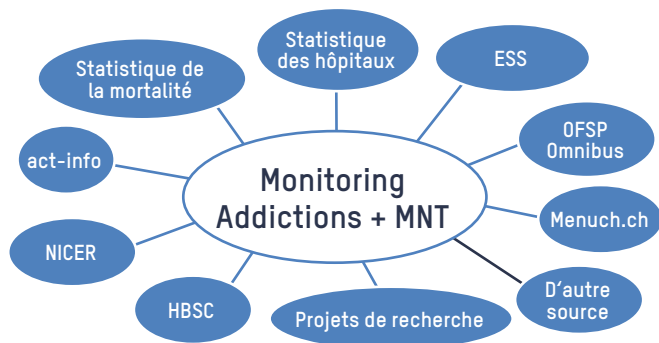 Statistique
des hôpitaux
ESS
Statistique de
la mortalité
OFSP
Omnibus
act-info
Monitoring
Addictions + MNT
Menuch.ch
NICER
D'autre
source
HBSC
Projets de recherche